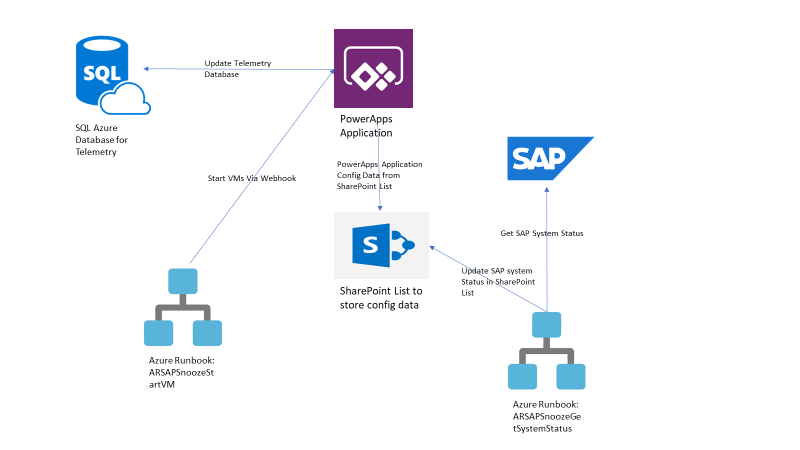 SQL
SQL Azure
Database for
Telemetry
Update Telemetry
Database
PowerApps
Application
PowerApps Application
Config Data from
SharePoint List
Start VMs Via Webhook
SAP
Get SAP System Status
S
SharePoint List to
store config data
Update SAP system
Status in SharePoint
List
Azure Runbook:
ARSAPSnoozeSt
artVM
Azure Runbook:
ARSAPSnoozeGe
tSystemStatus